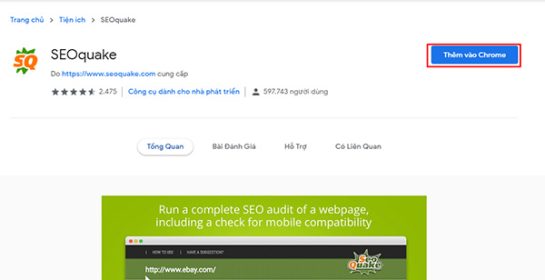 Trang chủ > Tiện ích > SEOquake
SQ
SEOquake
Do https://www.seoquake.com cung cấp
2.475 | Công cụ dành cho nhà phát triển | 597.743 người dùng
Thêm vào Chrome
Tổng Quan Bài Đánh Giá Hỗ Trợ Có Liên Quan
Run a complete SEO audit of a webpage,
including a check for mobile compatibility
HOW TO USE | HAVE A SUGGESTION?
http://www.ebay.com/
Seo
Quake